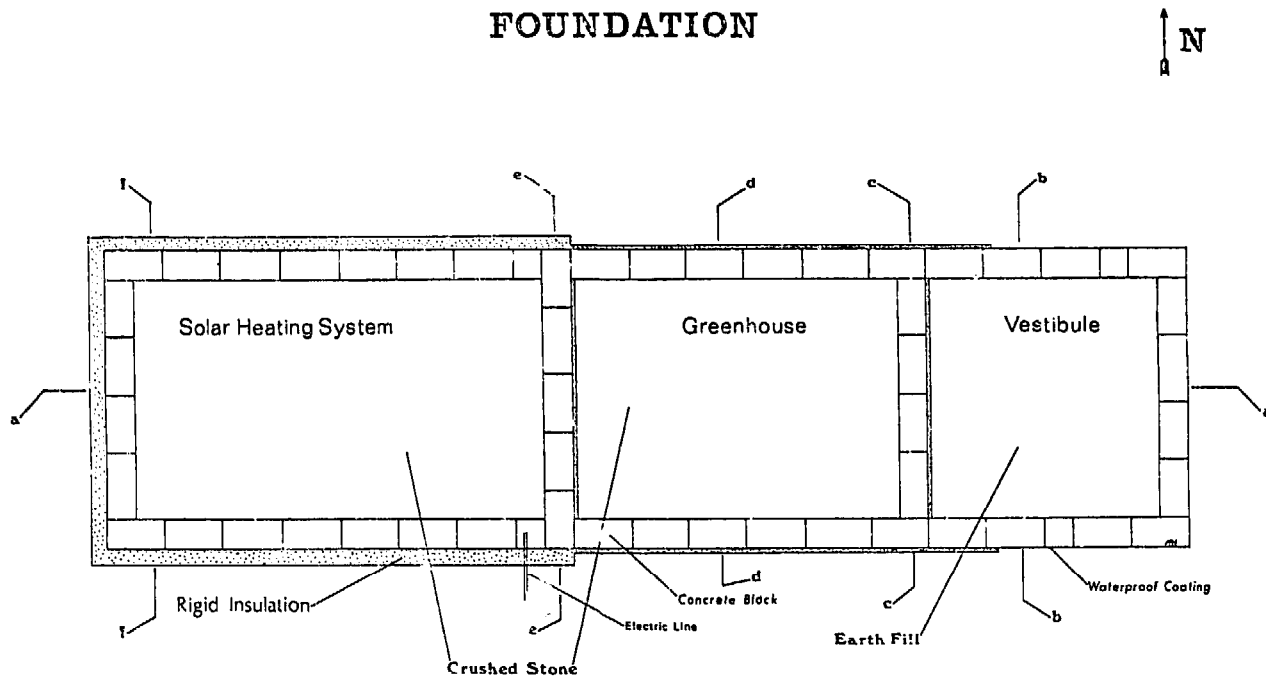 FOUNDATION
N
f
e
d
c
b
Solar Heating System
Greenhouse
Vestibule
a
a
Rigid Insulation
Concrete Block
d
Waterproof Coating
f
e
Electric Line
c
b
Earth Fill
Crushed Stone